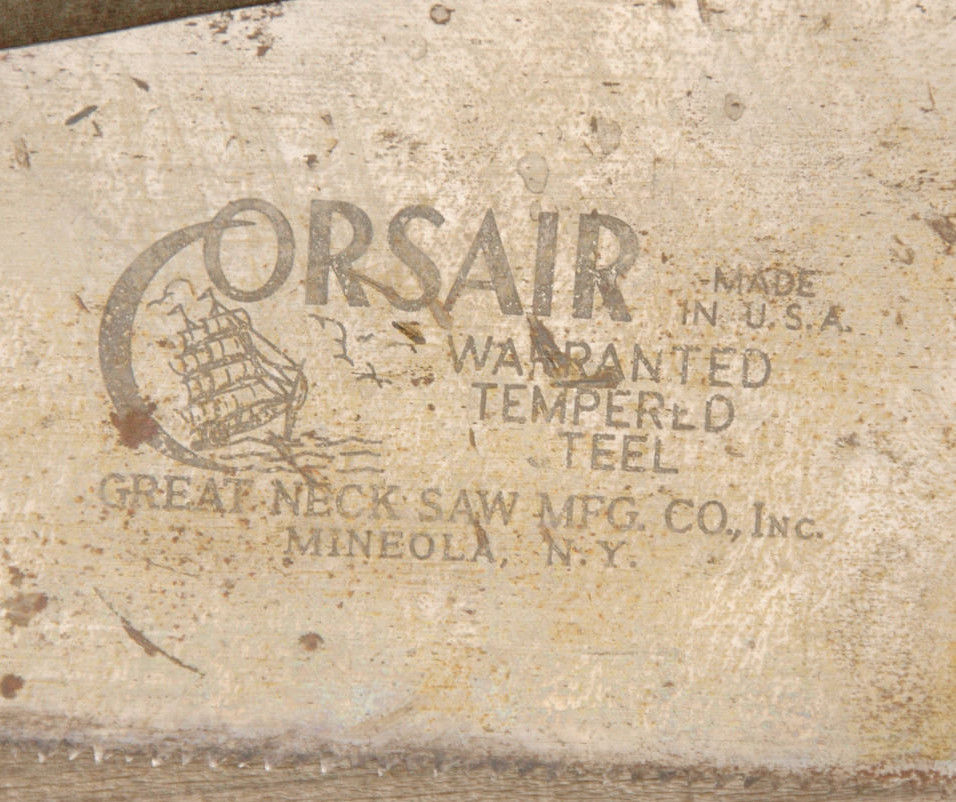 CORSAIR
MADE
IN U.S.A.
WARRANTED
TEMPERED
TEEL
GREAT NECK SAW MFG. CO., INC.
MINEOLA, N.Y.